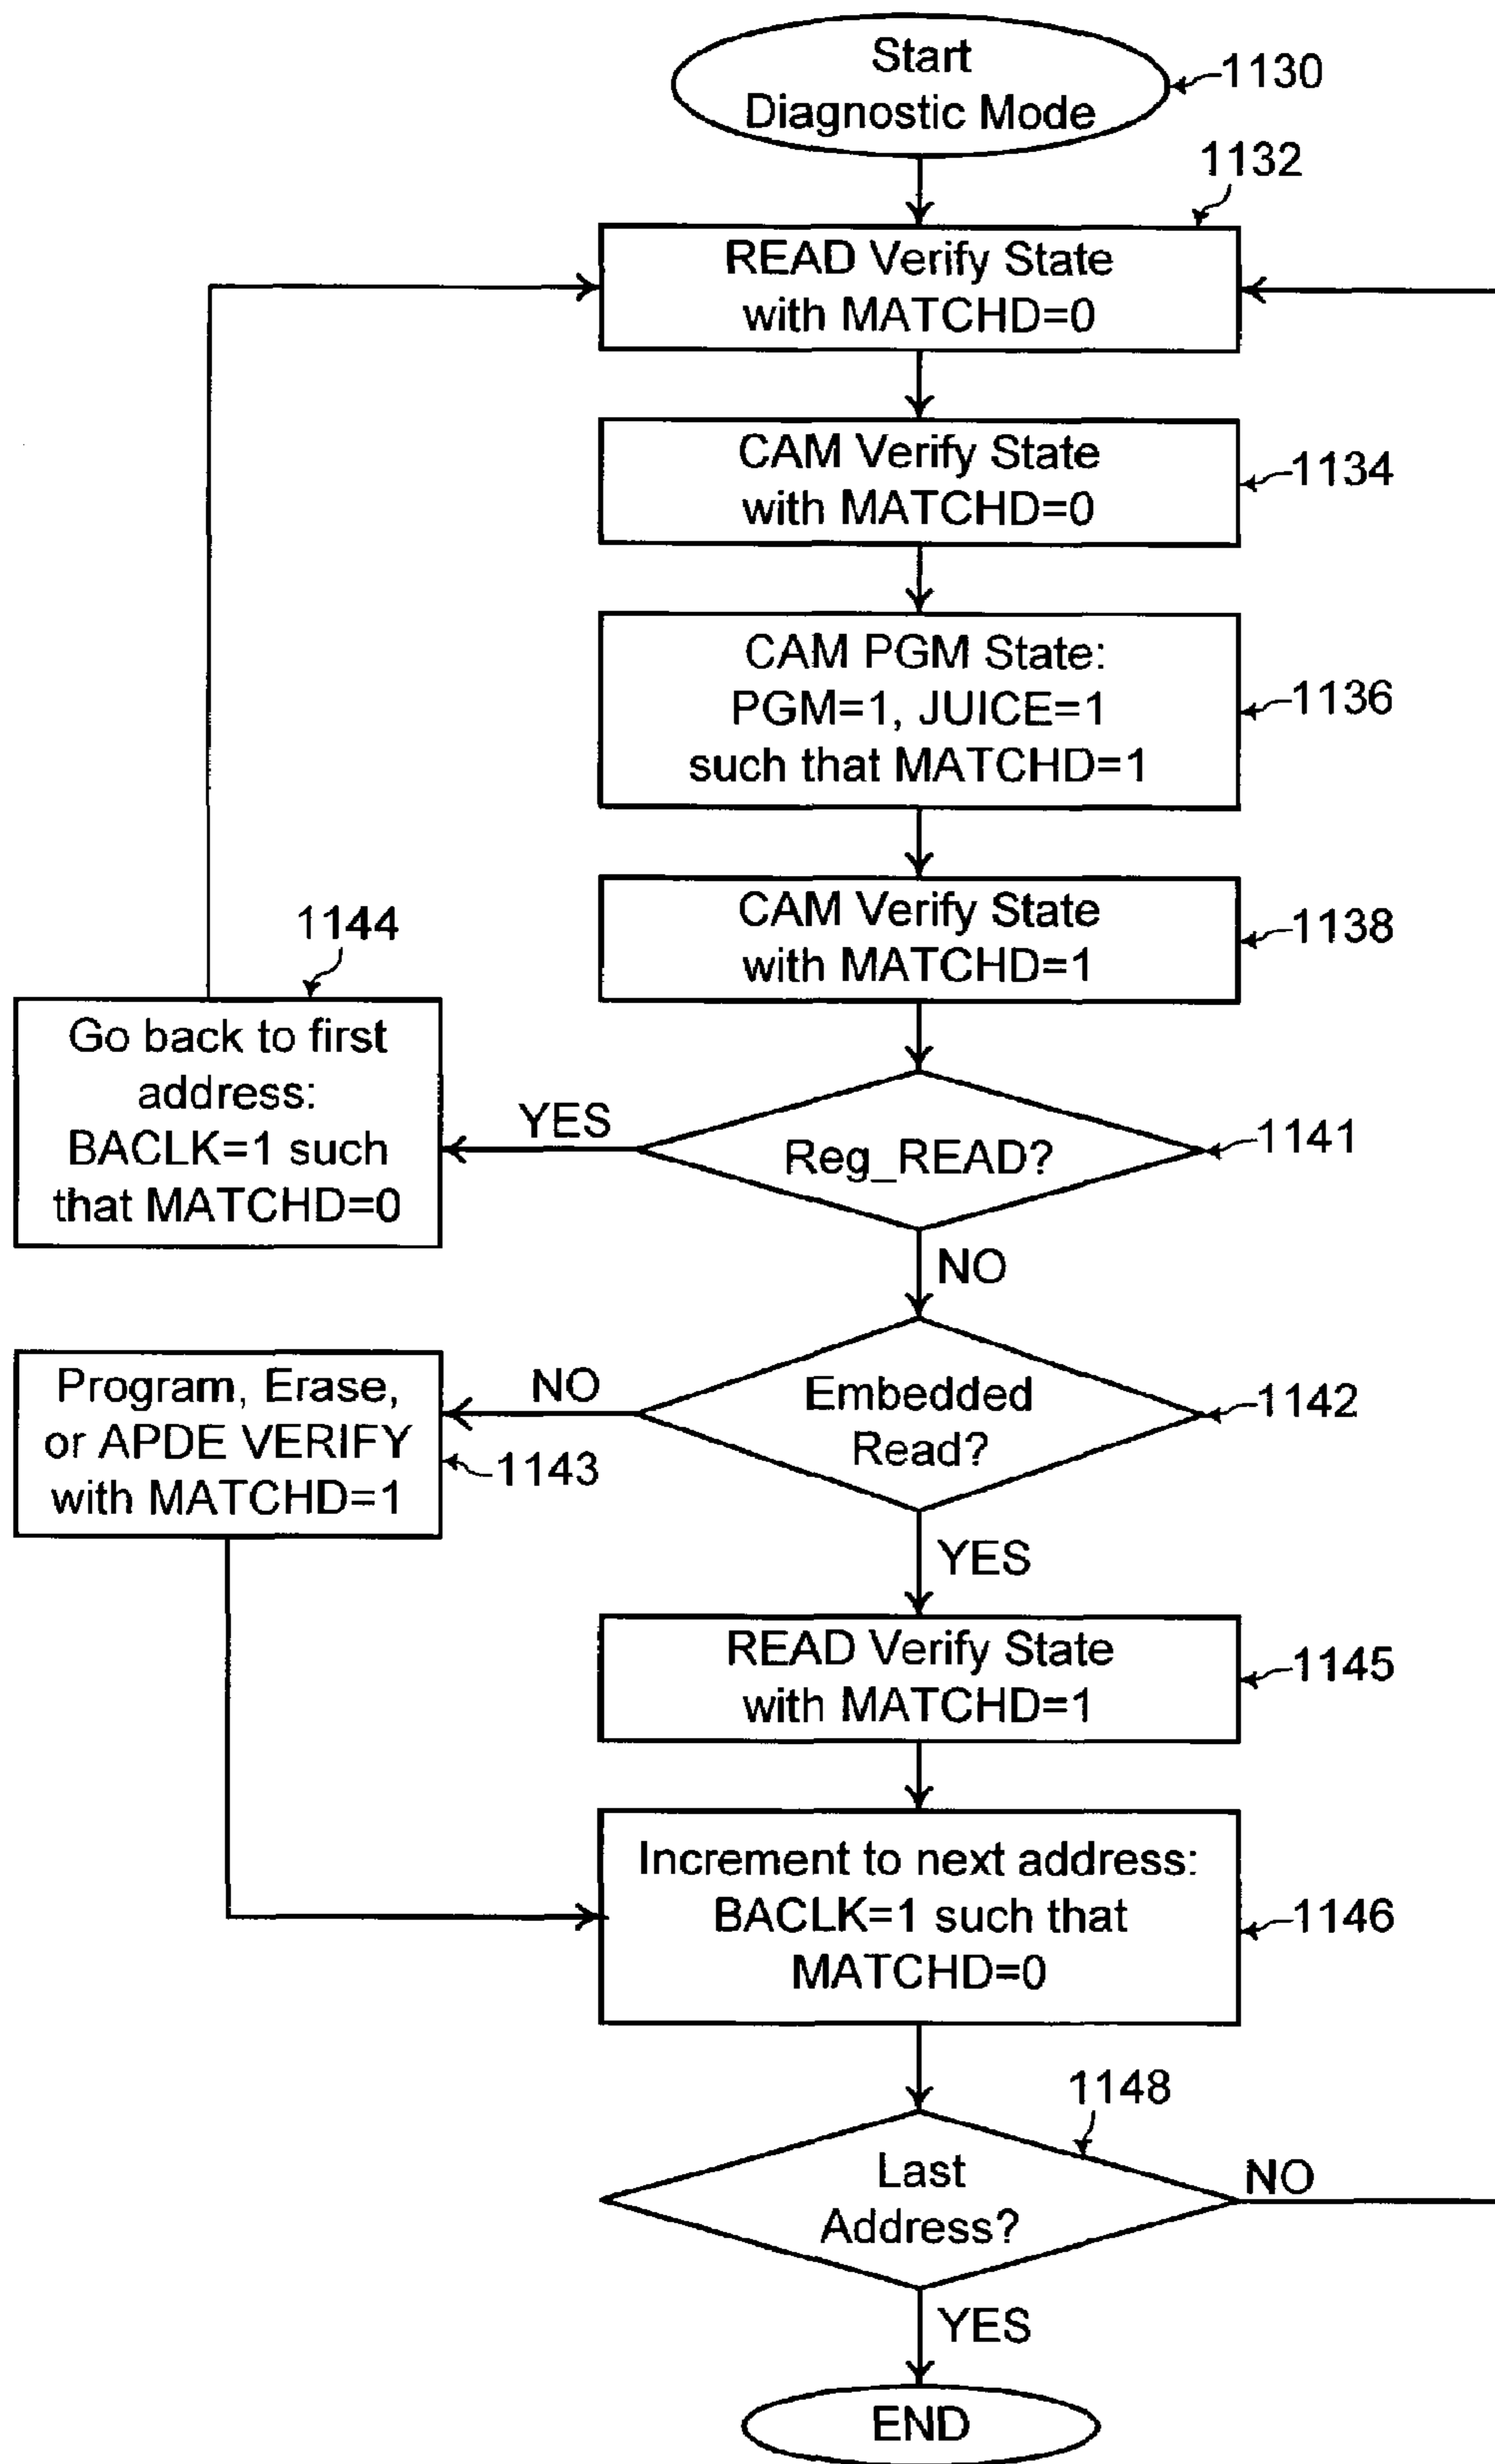 Start
Diagnostic Mode
1130
1132
READ Verify State
with MATCHD=0
CAM Verify State
with MATCHD=0
1134
CAM PGM State:
PGM=1, JUICE=1
such that MATCHD=1
1136
CAM Verify State
with MATCHD=1
1138
1144
Go back to first
address:
BACLK=1 such
that MATCHD=0
YES
Reg_READ?
1141
NO
Program, Erase,
or APDE VERIFY
with MATCHD=1
1143
NO
Embedded
Read?
1142
YES
READ Verify State
with MATCHD=1
1145
Increment to next address:
BACLK=1 such that
MATCHD=0
1146
1148
Last
Address?
NO
YES
END